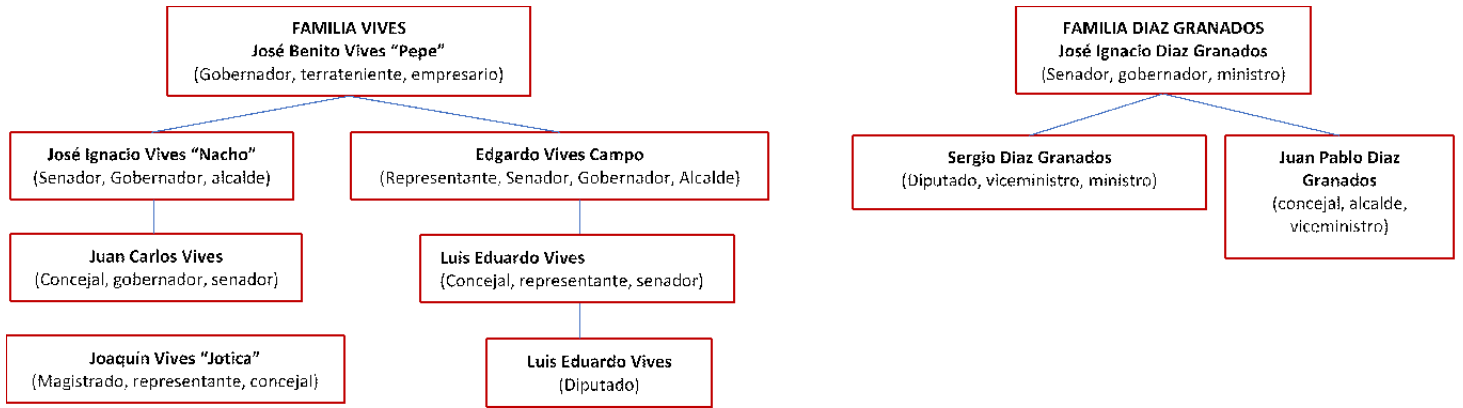 FAMILIA VIVES
José Benito Vives “Pepe”
(Gobernador, terrateniente, empresario)
José Ignacio Vives “Nacho”
(Senador, Gobernador, alcalde)
Edgardo Vives Campo
(Representante, Senador, Gobernador, Alcalde)
Juan Carlos Vives
(Concejal, gobernador, senador)
Luis Eduardo Vives
(Concejal, representante, senador)
Joaquín Vives “Jotica”
(Magistrado, representante, concejal)
Luis Eduardo Vives
(Diputado)
FAMILIA DIAZ GRANADOS
José Ignacio Diaz Granados
(Senador, gobernador, ministro)
Sergio Diaz Granados
(Diputado, viceministro, ministro)
Juan Pablo Diaz
Granados
(concejal, alcalde,
viceministro)